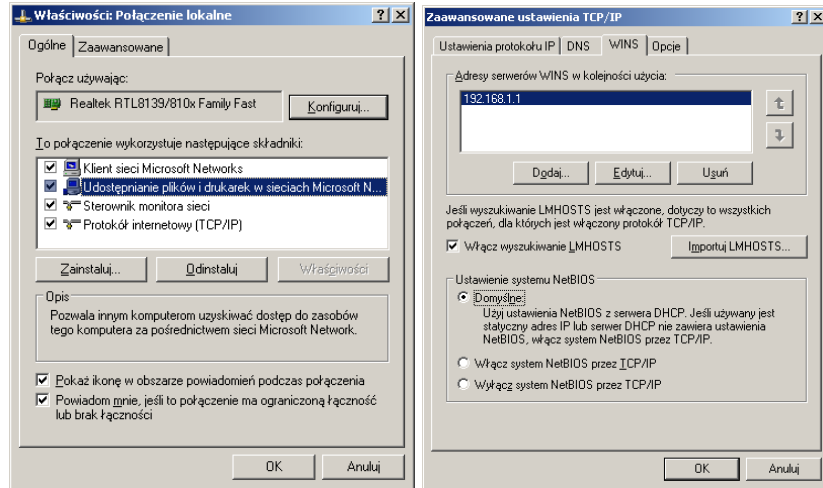 Właściwości: Połączenie lokalne
Ogólne Zaawansowane
Połącz używając:
Realtek RTL8139/810x Family Fast Konfiguruj...
To połączenie wykorzystuje następujące składniki:
Klient sieci Microsoft Networks
Udostępnianie plików i drukarek w sieciach Microsoft N...
Sterownik monitora sieci
Protokół internetowy (TCP/IP)
Zainstaluj... Odinstaluj Właściwości
Opis
Pozwala innym komputerom uzyskiwać dostęp do zasobów
tego komputera za pośrednictwem sieci Microsoft Network.
Pokaż ikonę w obszarze powiadomień podczas połączenia
Powiadom mnie, jeśli to połączenie ma ograniczoną łączność
lub brak łączności
OK Anuluj
Zaawansowane ustawienia TCP/IP
Ustawienia protokołu IP DNS WINS Opcje
Adresy serwerów WINS w kolejności użycia:
192.168.1.1
Dodaj... Edytuj... Usuń
Jeśli wyszukiwanie LMHOSTS jest włączone, dotyczy to wszystkich
połączeń, dla których jest włączony protokół TCP/IP.
Włącz wyszukiwanie LMHOSTS Importuj LMHOSTS...
Ustawienie systemu NetBIOS
Domyślne:
Użyj ustawienia NetBIOS z serwera DHCP. Jeśli używany jest
statyczny adres IP lub serwer DHCP nie zawiera ustawienia
NetBIOS, włącz system NetBIOS przez TCP/IP.
Włącz system NetBIOS przez TCP/IP
Wyłącz system NetBIOS przez TCP/IP
OK Anuluj